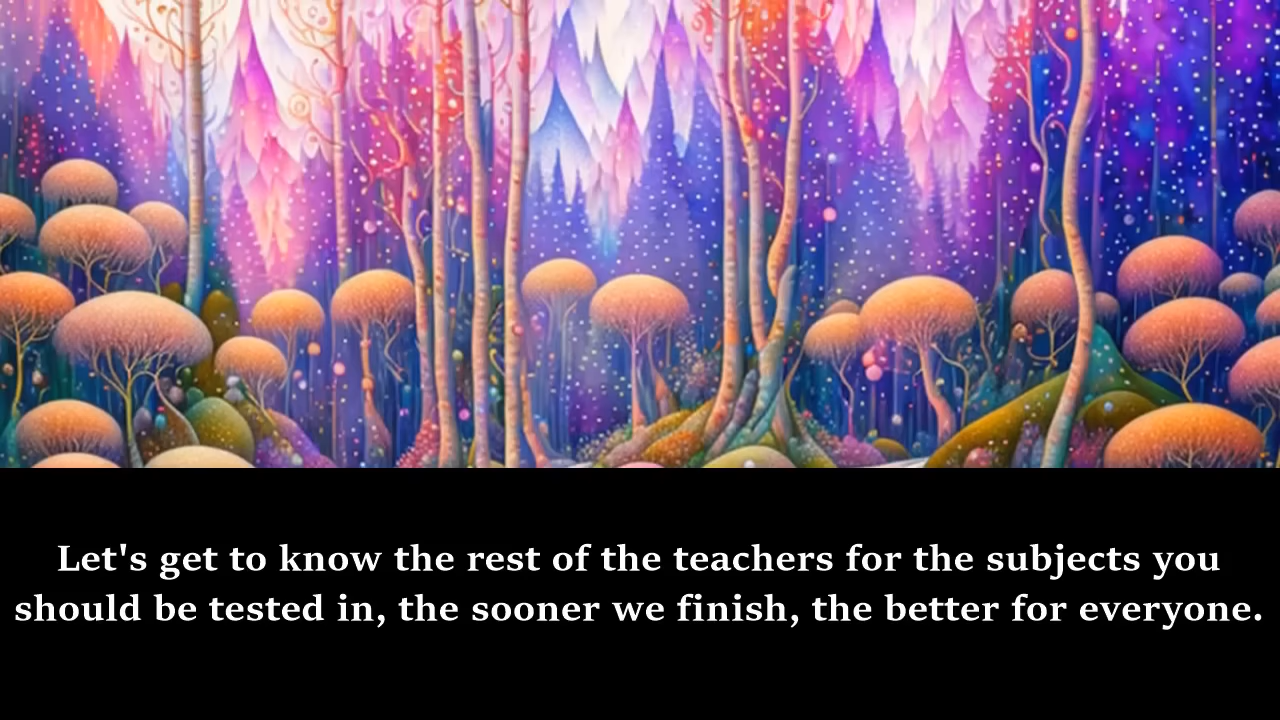 Let's get to know the rest of the teachers for the subjects you
should be tested in, the sooner we finish, the better for everyone.